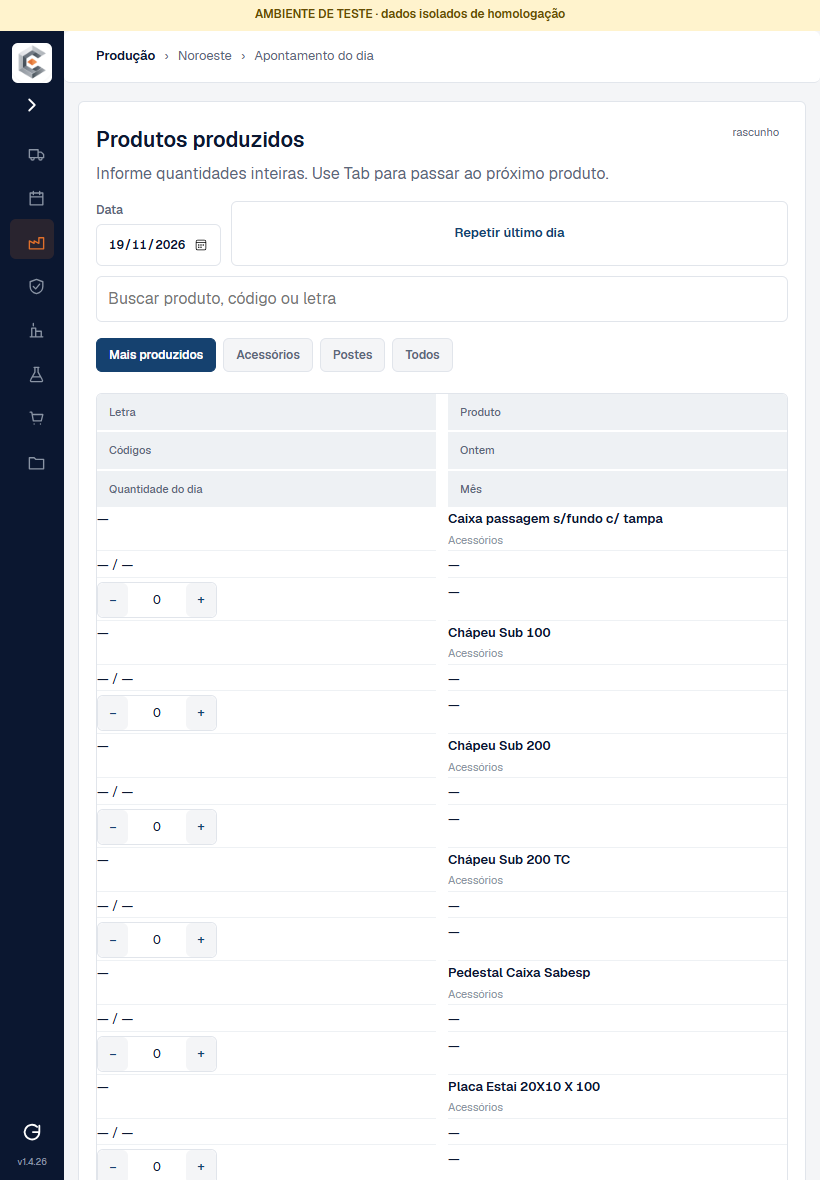 AMBIENTE DE TESTE · dados isolados de homologação
Produção › Noroeste › Apontamento do dia
Produtos produzidos
rascunho
Informe quantidades inteiras. Use Tab para passar ao próximo produto.
Data
19/11/2026
Repetir último dia
Buscar produto, código ou letra
Mais produzidos Acessórios Postes Todos
Letra Produto
Códigos Ontem
Quantidade do dia Mês
— Caixa passagem s/fundo c/ tampa
Acessórios
— / — —
− 0 + —
— Chápeu Sub 100
Acessórios
— / — —
− 0 + —
— Chápeu Sub 200
Acessórios
— / — —
− 0 + —
— Chápeu Sub 200 TC
Acessórios
— / — —
− 0 + —
— Pedestal Caixa Sabesp
Acessórios
— / — —
− 0 + —
— Placa Estai 20X10 X 100
Acessórios
— / — —
− 0 + —
v1.4.26